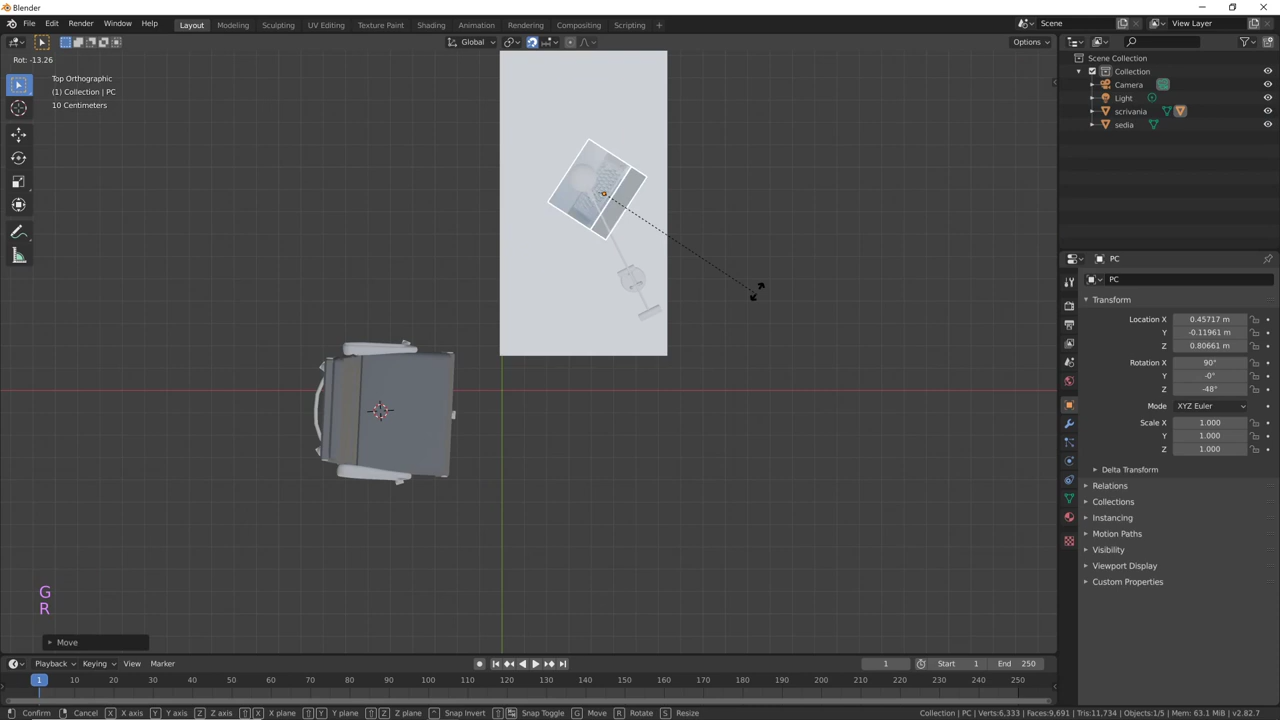 Blender
File Edit Render Window Help Layout Modeling Sculpting UV Editing Texture Paint Shading Animation Rendering Compositing Scripting + Scene View Layer
Global Options
Rot: -13.26
Top Orthographic
(1) Collection | PC
10 Centimeters
Scene Collection
Collection
Camera
Light
scrivania
sedia
PC
PC
Transform
Location X 0.45717 m
Y -0.11961 m
Z 0.80661 m
Rotation X 90°
Y -0°
Z -48°
Mode XYZ Euler
Scale X 1.000
Y 1.000
Z 1.000
Delta Transform
Relations
Collections
Instancing
Motion Paths
Visibility
Viewport Display
Custom Properties
G
R
Move
Playback Keying View Marker 1 Start 1 End 250
1 10 20 30 40 50 60 70 80 90 100 110 120 130 140 150 160 170 180 190 200 210 220 230 240 250
Confirm Cancel X X axis Y Y axis Z Z axis X X plane Y Y plane Z Z plane Snap Invert Snap Toggle G Move R Rotate S Resize Collection | PC | Verts:6,333 | Faces:9,691 | Tris:11,734 | Objects:1/5 | Mem: 63.1 MiB | v2.82.7